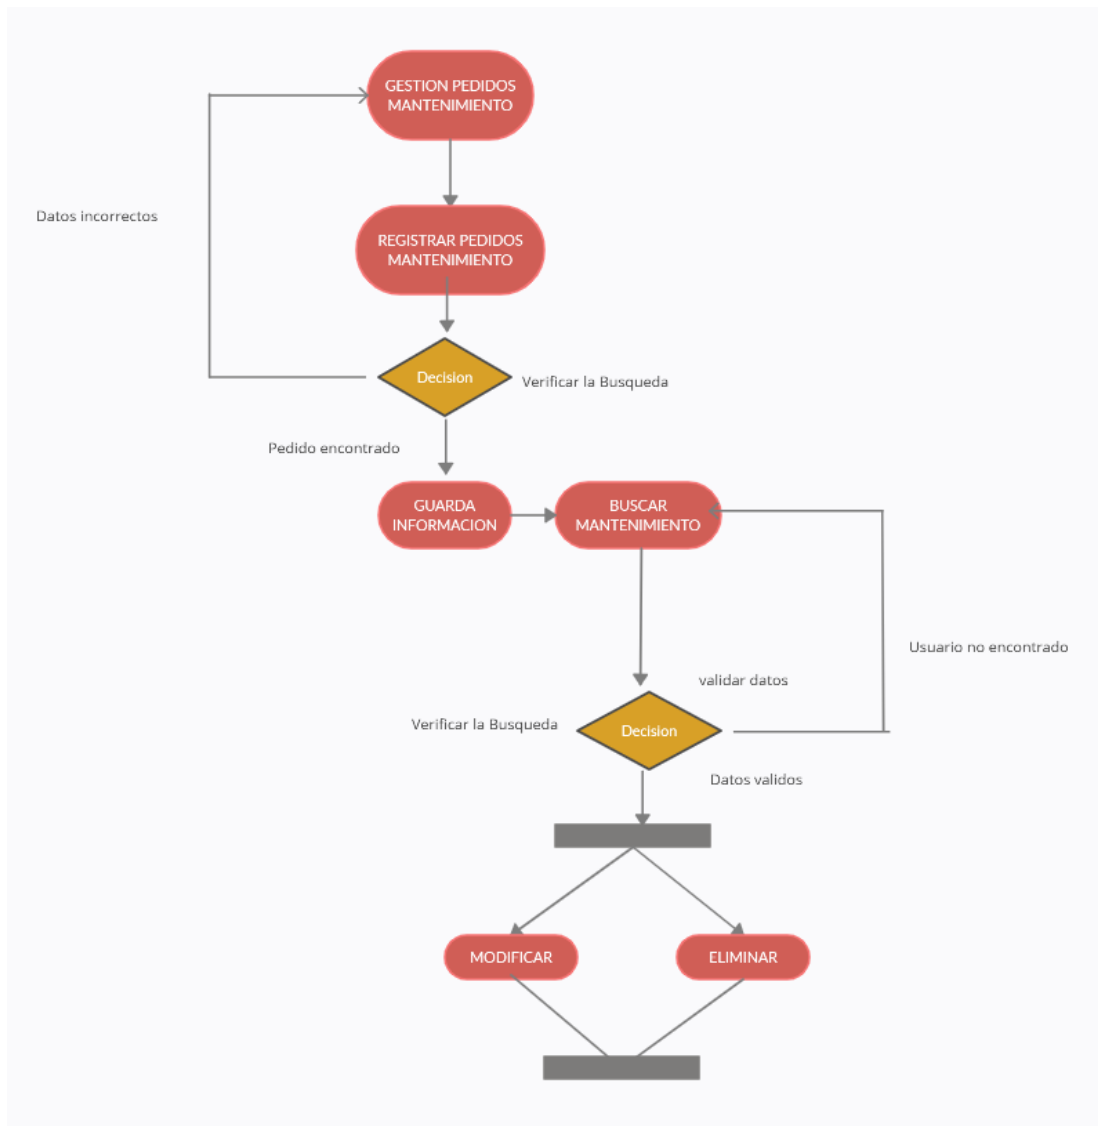 GESTION PEDIDOS
MANTENIMIENTO
Datos incorrectos
REGISTRAR PEDIDOS
MANTENIMIENTO
Decision
Verificar la Busqueda
Pedido encontrado
GUARDA
INFORMACION
BUSCAR
MANTENIMIENTO
Usuario no encontrado
validar datos
Verificar la Busqueda
Decision
Datos validos
MODIFICAR
ELIMINAR